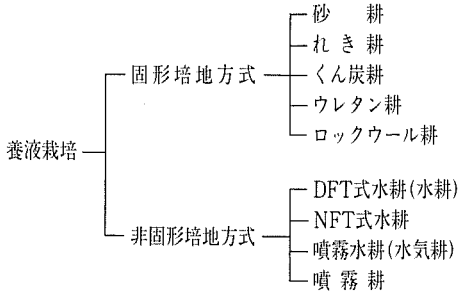 養液栽培
固形培地方式
砂耕
れき耕
くん炭耕
ウレタン耕
ロックウール耕
非固形培地方式
DFT式水耕(水耕)
NFT式水耕
噴霧水耕(水気耕)
噴霧耕